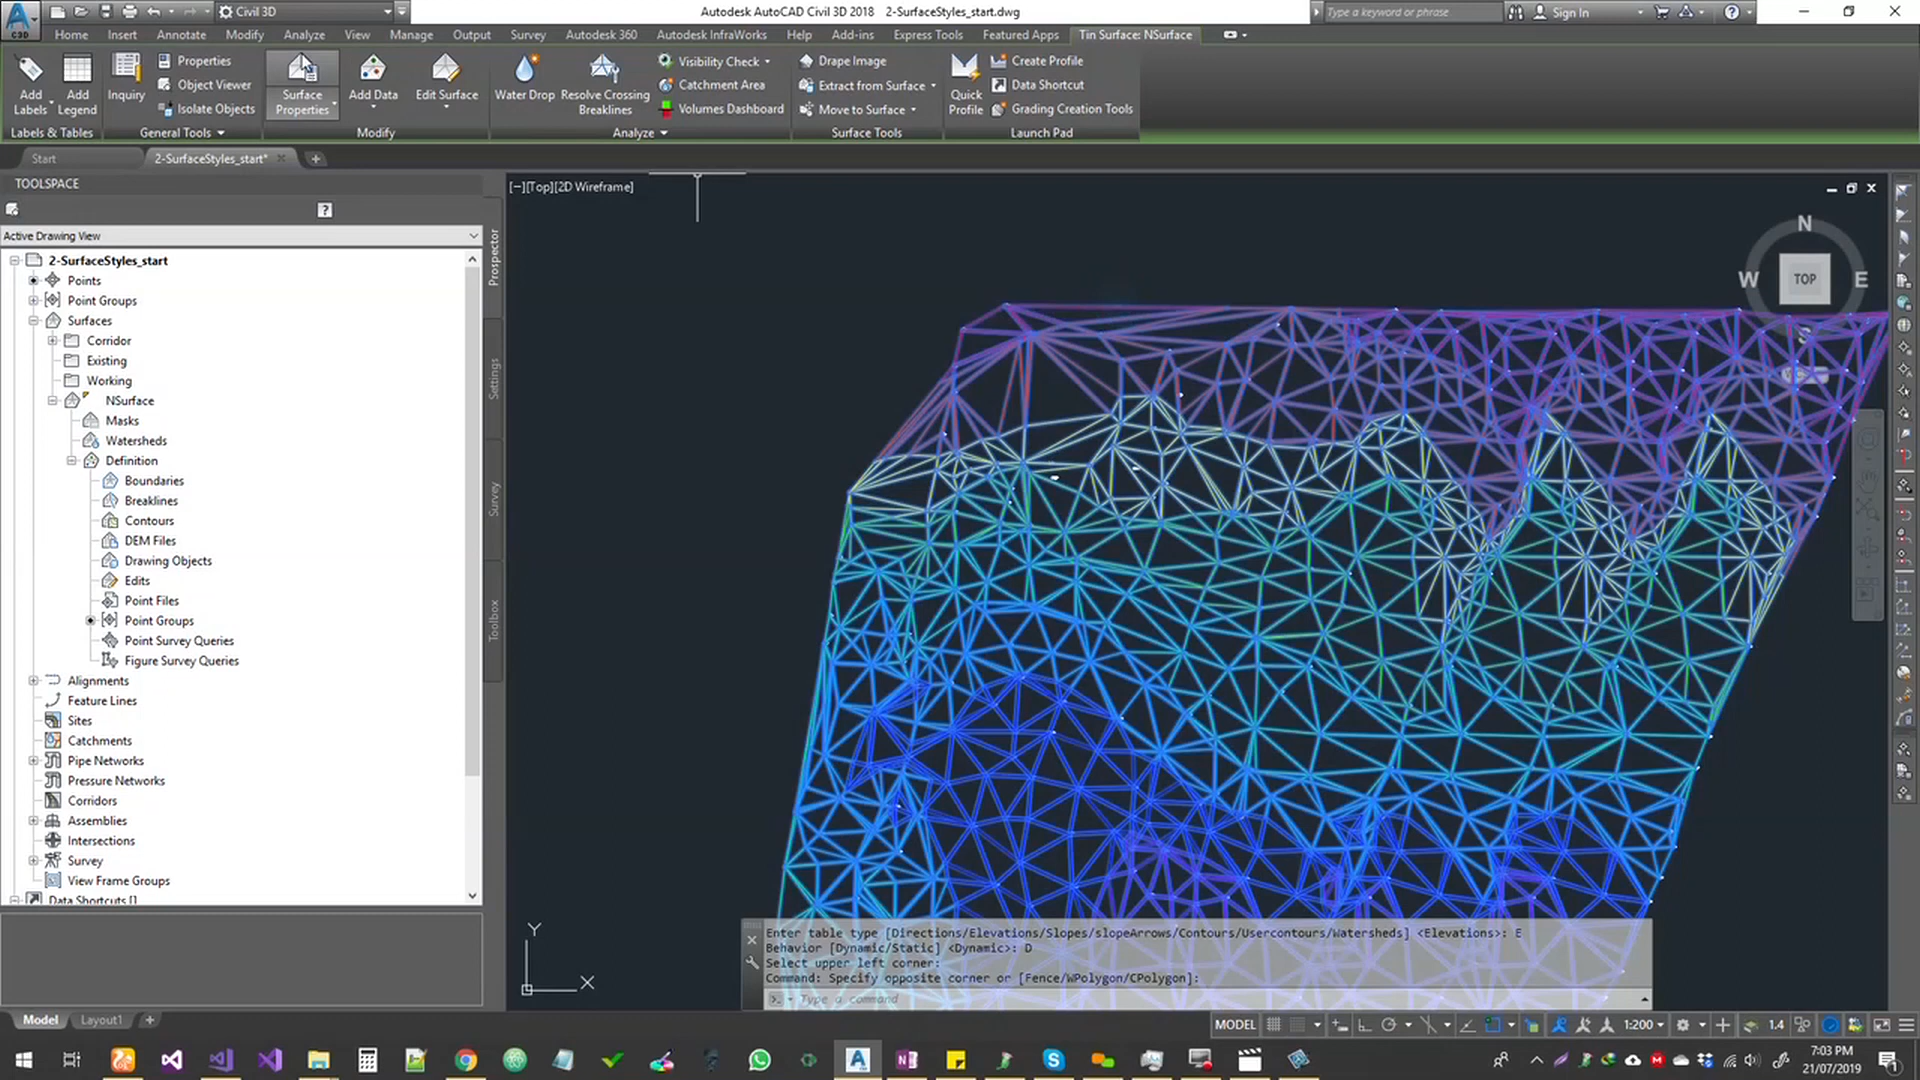 C3D
Civil 3D
Autodesk AutoCAD Civil 3D 2018 2-SurfaceStyles_start.dwg
Type a keyword or phrase
Sign In
Home Insert Annotate Modify Analyze View Manage Output Survey Autodesk 360 Autodesk InfraWorks Help Add-ins Express Tools Featured Apps Tin Surface: NSurface
Add Labels
Add Legend
Labels & Tables
Inquiry
Properties
Object Viewer
Isolate Objects
General Tools
Surface Properties
Add Data
Edit Surface
Modify
Water Drop
Resolve Crossing Breaklines
Visibility Check
Catchment Area
Volumes Dashboard
Analyze
Drape Image
Extract from Surface
Move to Surface
Surface Tools
Quick Profile
Create Profile
Data Shortcut
Grading Creation Tools
Launch Pad
Start
2-SurfaceStyles_start*
TOOLSPACE
?
Active Drawing View
2-SurfaceStyles_start
Points
Point Groups
Surfaces
Corridor
Existing
Working
NSurface
Masks
Watersheds
Definition
Boundaries
Breaklines
Contours
DEM Files
Drawing Objects
Edits
Point Files
Point Groups
Point Survey Queries
Figure Survey Queries
Alignments
Feature Lines
Sites
Catchments
Pipe Networks
Pressure Networks
Corridors
Assemblies
Intersections
Survey
View Frame Groups
Data Shortcuts []
Prospector
Settings
Survey
Toolbox
[−][Top][2D Wireframe]
N
W TOP E
S
Y
X
Enter table type [Directions/Elevations/Slopes/slopeArrows/Contours/Usercontours/Watersheds] <Elevations>: E
Behavior [Dynamic/Static] <Dynamic>: D
Select upper left corner:
Command: Specify opposite corner or [Fence/WPolygon/CPolygon]:
Type a command
Model Layout1 +
MODEL 1:200 1.4
7:03 PM
21/07/2019